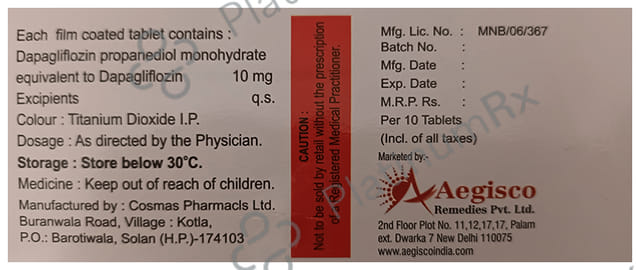 Each film coated tablet contains :
Dapagliflozin propanediol monohydrate
equivalent to Dapagliflozin 10 mg
Excipients q.s.
Colour : Titanium Dioxide I.P.
Dosage : As directed by the Physician.
Storage : Store below 30°C.
Medicine : Keep out of reach of children.
Manufactured by : Cosmas Pharmacls Ltd.
Buranwala Road, Village : Kotla,
P.O.: Barotiwala, Solan (H.P.)-174103
CAUTION :
Not to be sold by retail without the prescription
of a Registered Medical Practitioner.
Mfg. Lic. No. : MNB/06/367
Batch No. :
Mfg. Date :
Exp. Date :
M.R.P. Rs. :
Per 10 Tablets
(Incl. of all taxes)
Marketed by:-
Aegisco
Remedies Pvt. Ltd.
2nd Floor Plot No. 11,12,17,17, Palam
ext. Dwarka 7 New Delhi 110075
www.aegiscoindia.com
PlatinumRx